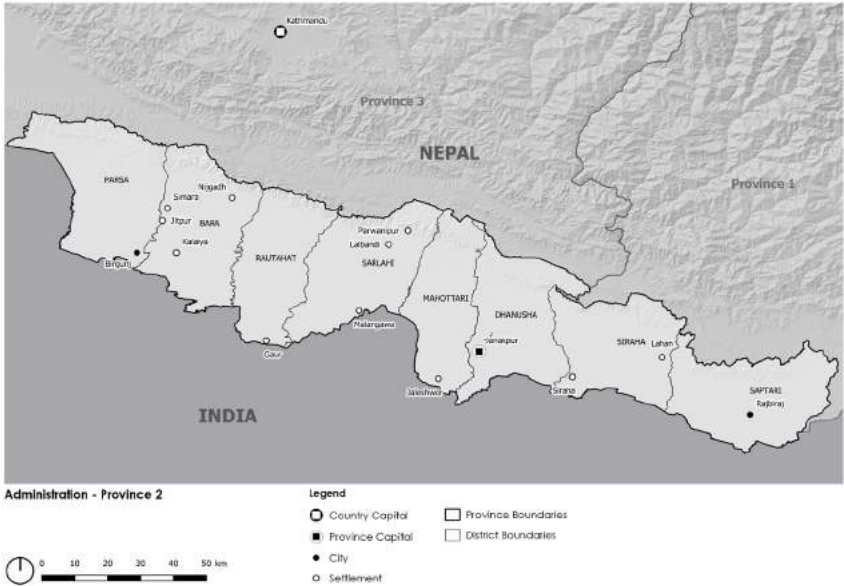 Kathmandu
Province 3
NEPAL
Province 1
PARSA
Nijgadh
Simara
Jitpur
BARA
Kalaiya
Birgunj
RAUTAHAT
Parwanipur
Lalbandi
SARLAHI
MAHOTTARI
DHANUSHA
Malangawa
Gaur
Janakpur
SIRAHA
Lahan
Jaleshwor
Siraha
SAPTARI
Rajbiraj
INDIA
Administration - Province 2
Legend
Country Capital
Province Boundaries
Province Capital
District Boundaries
City
Settlement
0 10 20 30 40 50 km